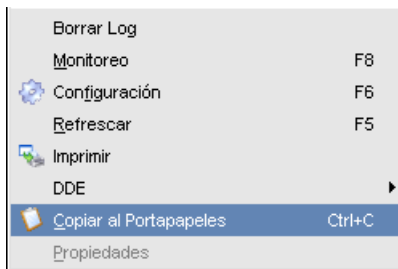 Borrar Log
Monitoreo F8
Configuración F6
Refrescar F5
Imprimir
DDE
Copiar al Portapapeles Ctrl+C
Propiedades